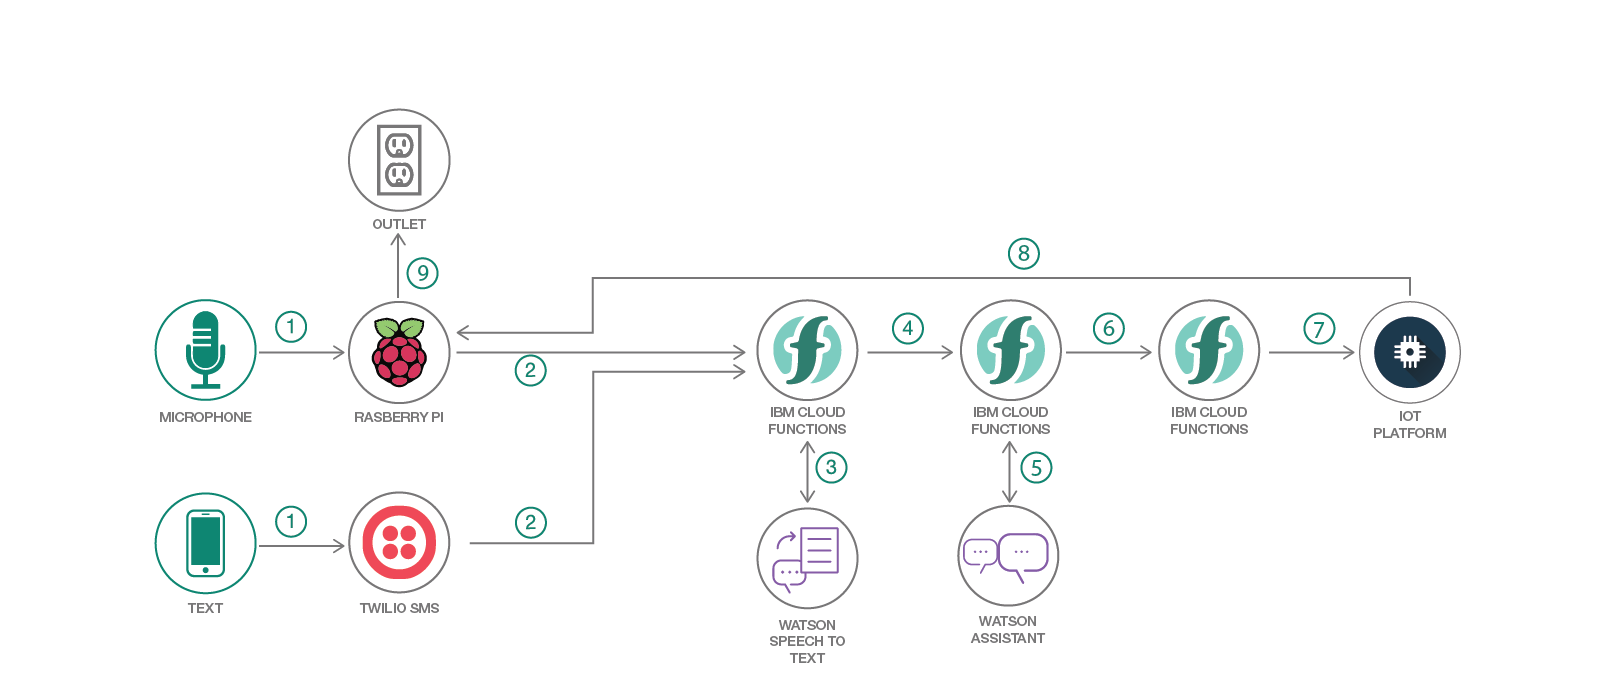 OUTLET
9
8
1
2
4
6
7
MICROPHONE
RASBERRY PI
IBM CLOUD
FUNCTIONS
IBM CLOUD
FUNCTIONS
IBM CLOUD
FUNCTIONS
IOT
PLATFORM
3
5
1
2
TEXT
TWILIO SMS
WATSON
SPEECH TO
TEXT
WATSON
ASSISTANT